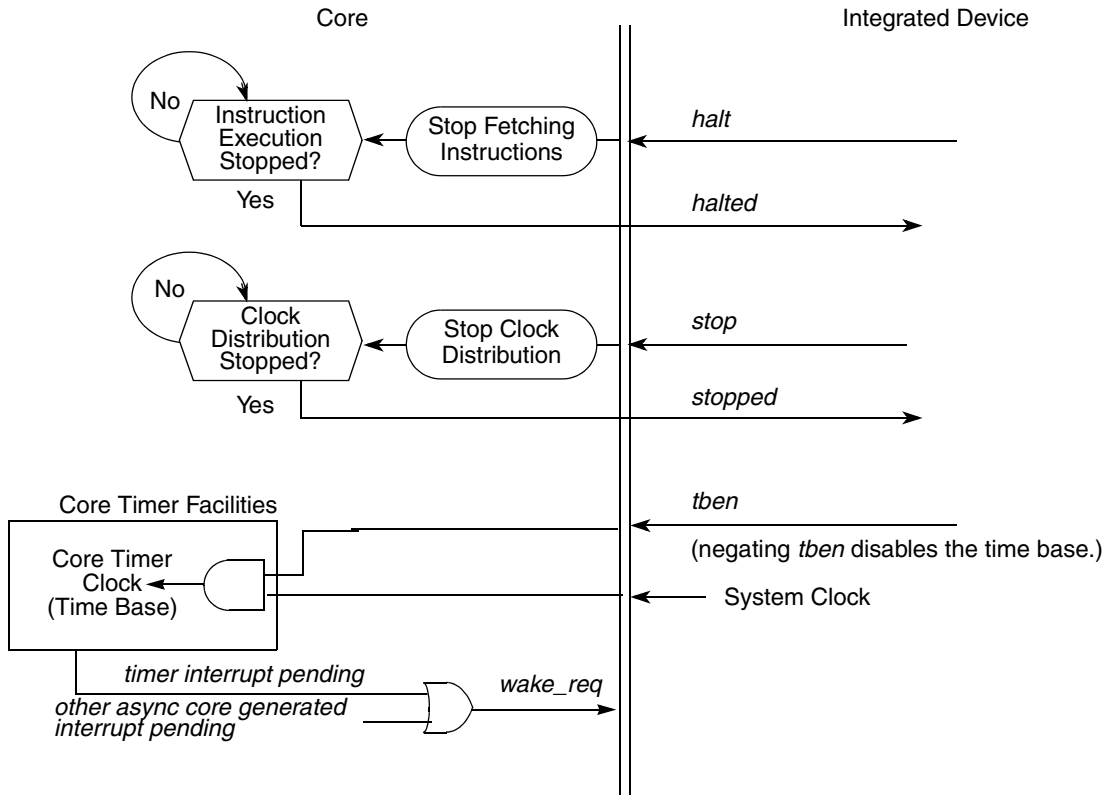 Core
Integrated Device
No
Instruction
Execution
Stopped?
Stop Fetching
Instructions
halt
Yes
halted
No
Clock
Distribution
Stopped?
Stop Clock
Distribution
stop
Yes
stopped
Core Timer Facilities
tben
(negating tben disables the time base.)
Core Timer
Clock
(Time Base)
System Clock
timer interrupt pending
wake_req
other async core generated
interrupt pending